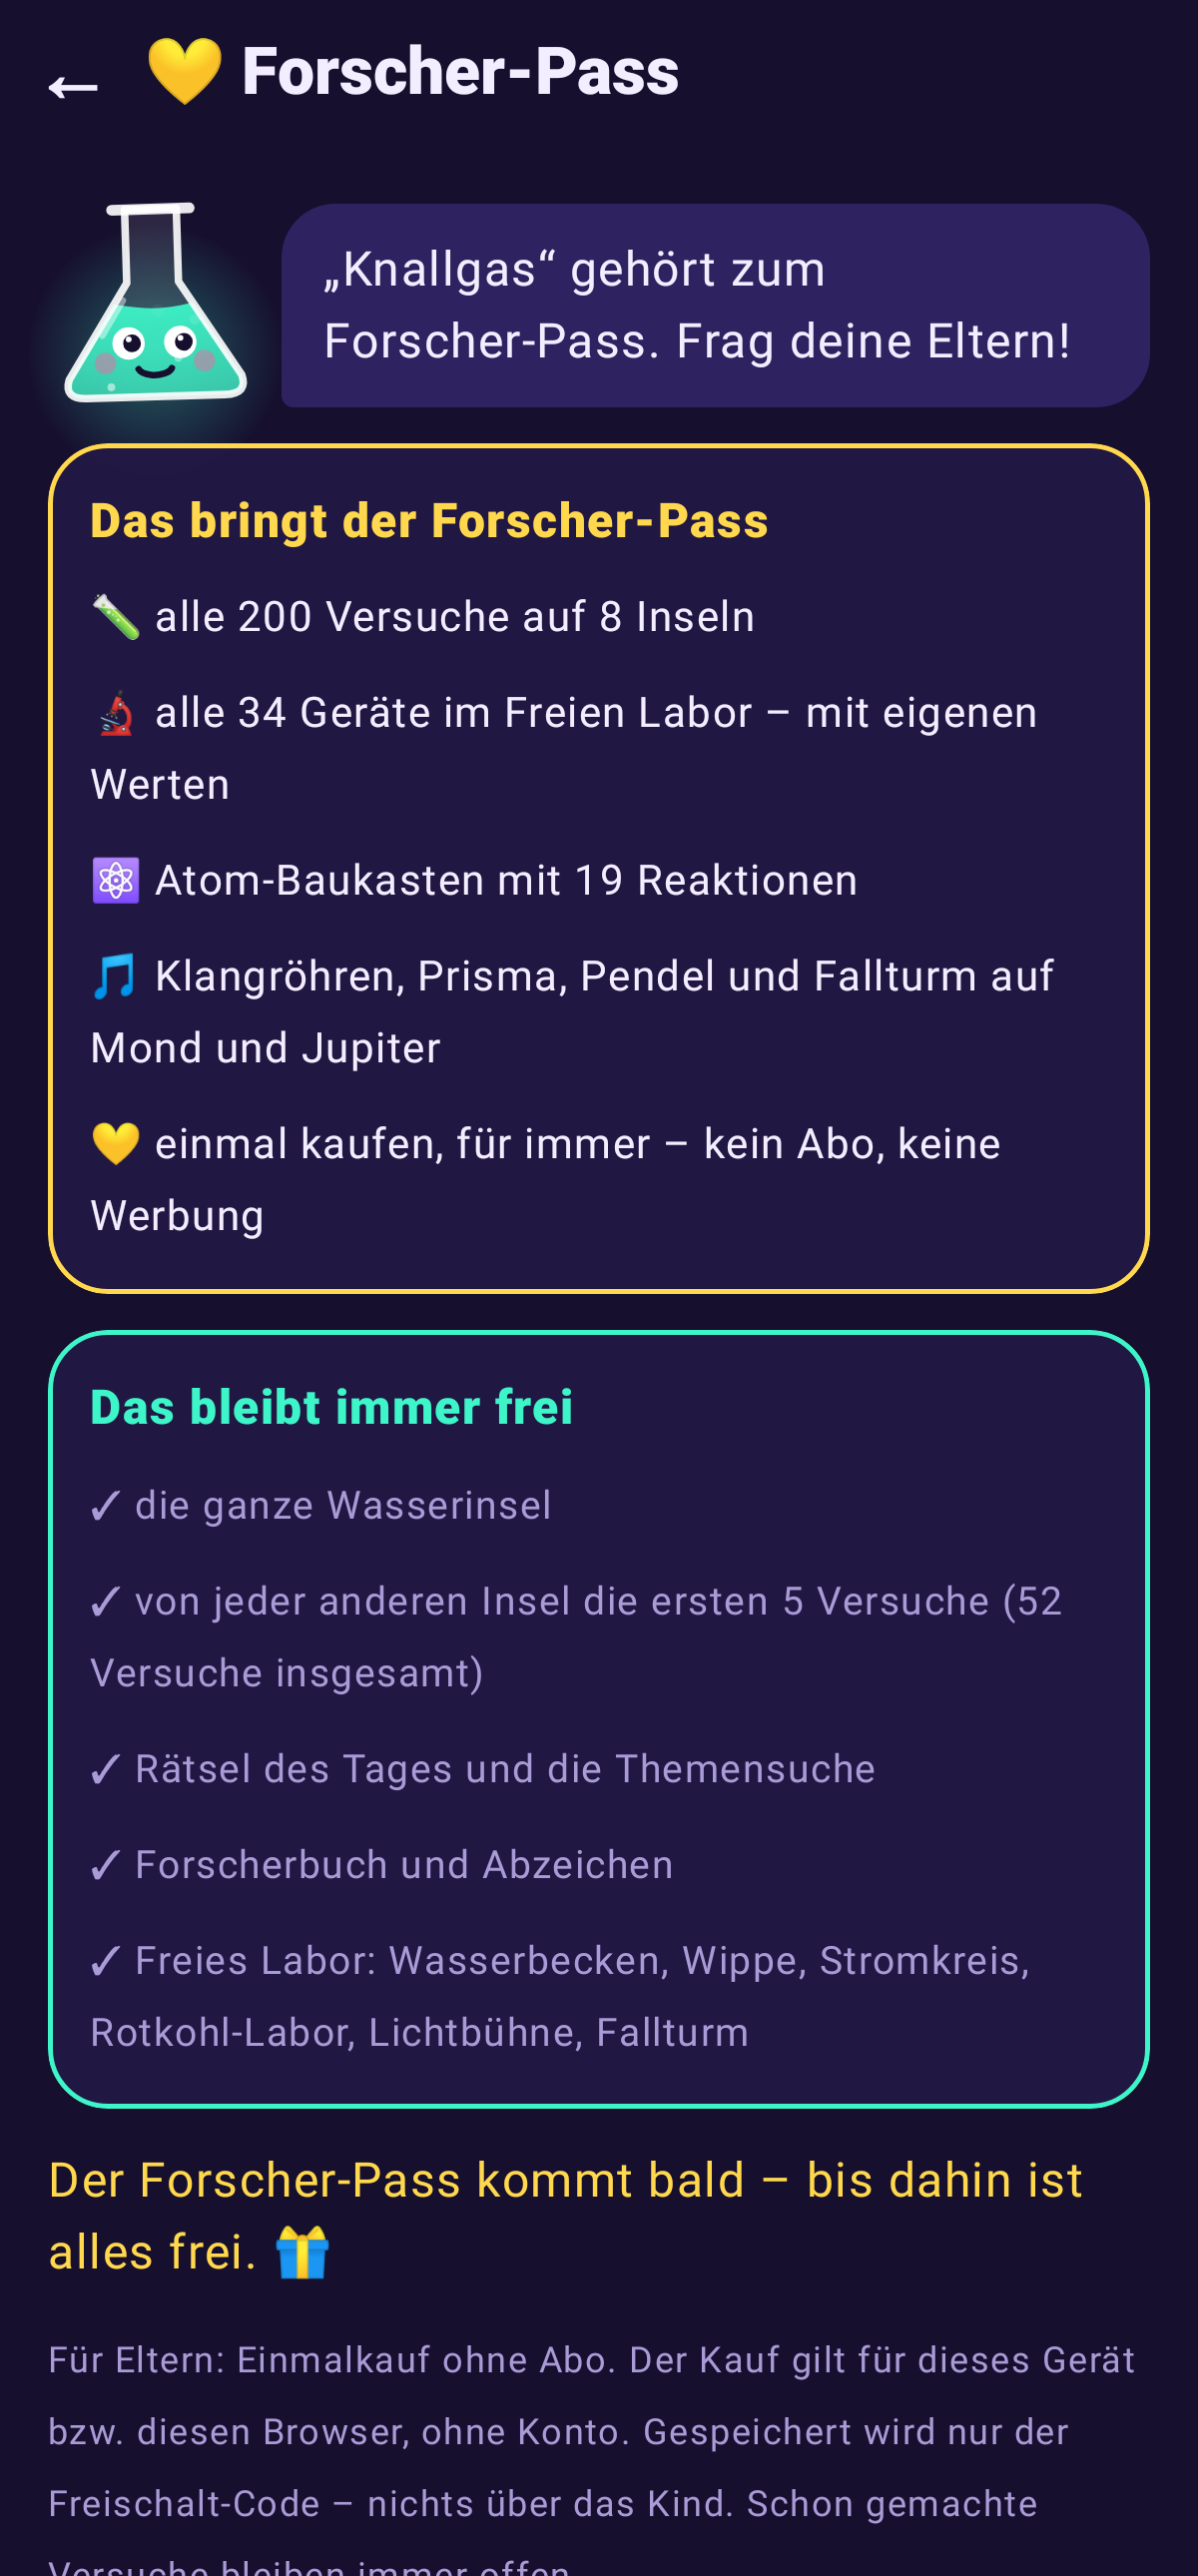 ← 💛 Forscher-Pass
„Knallgas“ gehört zum
Forscher-Pass. Frag deine Eltern!
Das bringt der Forscher-Pass
🧪 alle 200 Versuche auf 8 Inseln
🔬 alle 34 Geräte im Freien Labor – mit eigenen
Werten
⚛️ Atom-Baukasten mit 19 Reaktionen
🎵 Klangröhren, Prisma, Pendel und Fallturm auf
Mond und Jupiter
💛 einmal kaufen, für immer – kein Abo, keine
Werbung
Das bleibt immer frei
✓ die ganze Wasserinsel
✓ von jeder anderen Insel die ersten 5 Versuche (52
Versuche insgesamt)
✓ Rätsel des Tages und die Themensuche
✓ Forscherbuch und Abzeichen
✓ Freies Labor: Wasserbecken, Wippe, Stromkreis,
Rotkohl-Labor, Lichtbühne, Fallturm
Der Forscher-Pass kommt bald – bis dahin ist
alles frei. 🎁
Für Eltern: Einmalkauf ohne Abo. Der Kauf gilt für dieses Gerät
bzw. diesen Browser, ohne Konto. Gespeichert wird nur der
Freischalt-Code – nichts über das Kind. Schon gemachte
Versuche bleiben immer offen.